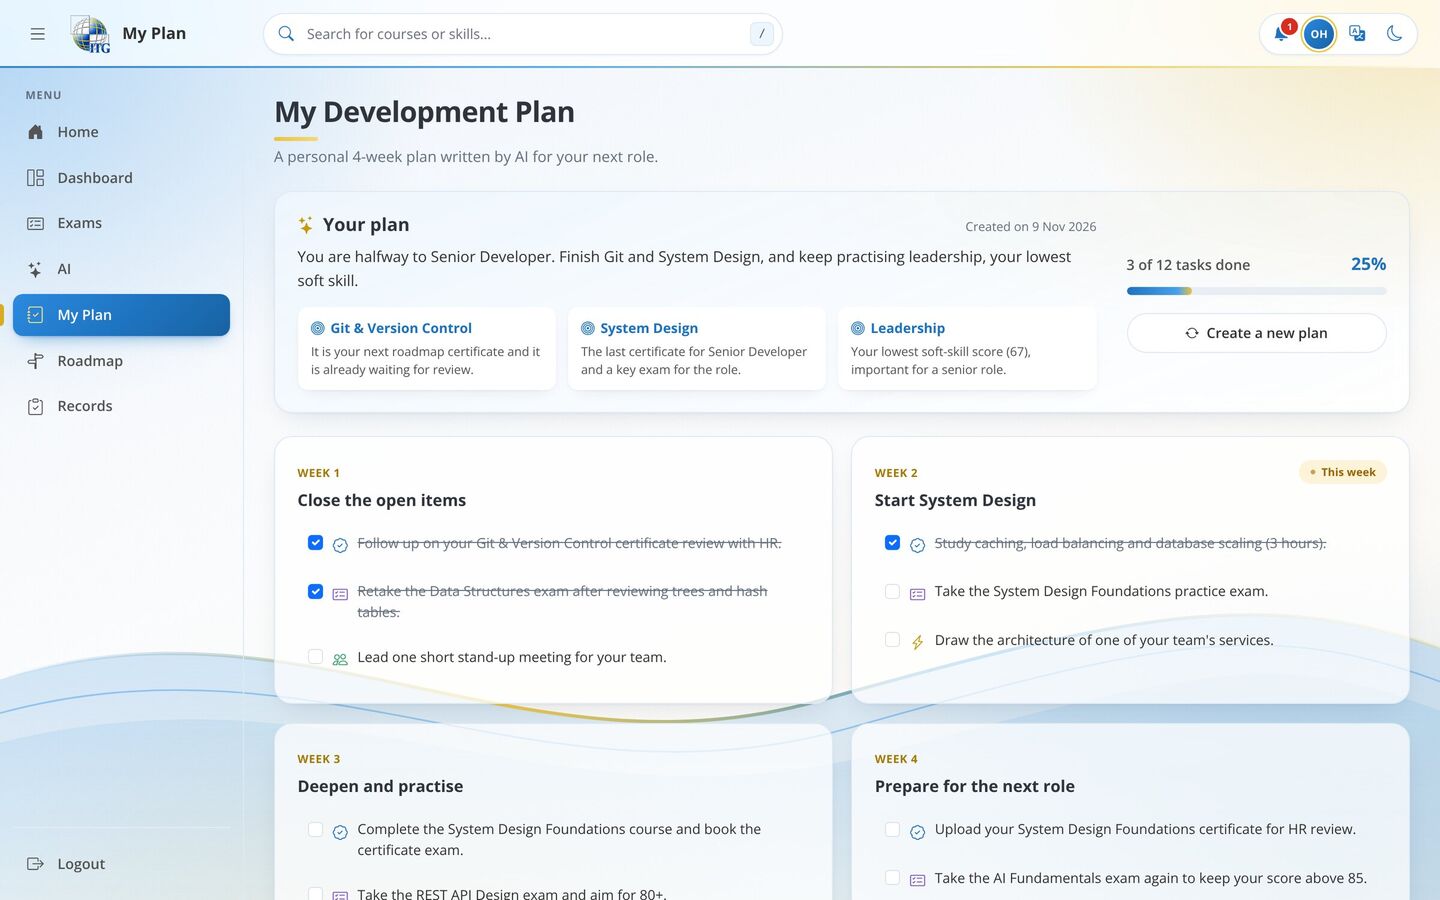 ITG
My Plan
Search for courses or skills...
/
1
OH
MENU
Home
Dashboard
Exams
AI
My Plan
Roadmap
Records
Logout
My Development Plan
A personal 4-week plan written by AI for your next role.
Your plan
Created on 9 Nov 2026
You are halfway to Senior Developer. Finish Git and System Design, and keep practising leadership, your lowest
soft skill.
Git & Version Control
It is your next roadmap certificate and it
is already waiting for review.
System Design
The last certificate for Senior Developer
and a key exam for the role.
Leadership
Your lowest soft-skill score (67),
important for a senior role.
3 of 12 tasks done
25%
Create a new plan
WEEK 1
Close the open items
Follow up on your Git & Version Control certificate review with HR.
Retake the Data Structures exam after reviewing trees and hash
tables.
Lead one short stand-up meeting for your team.
WEEK 2
This week
Start System Design
Study caching, load balancing and database scaling (3 hours).
Take the System Design Foundations practice exam.
Draw the architecture of one of your team's services.
WEEK 3
Deepen and practise
Complete the System Design Foundations course and book the
certificate exam.
Take the REST API Design exam and aim for 80+.
WEEK 4
Prepare for the next role
Upload your System Design Foundations certificate for HR review.
Take the AI Fundamentals exam again to keep your score above 85.